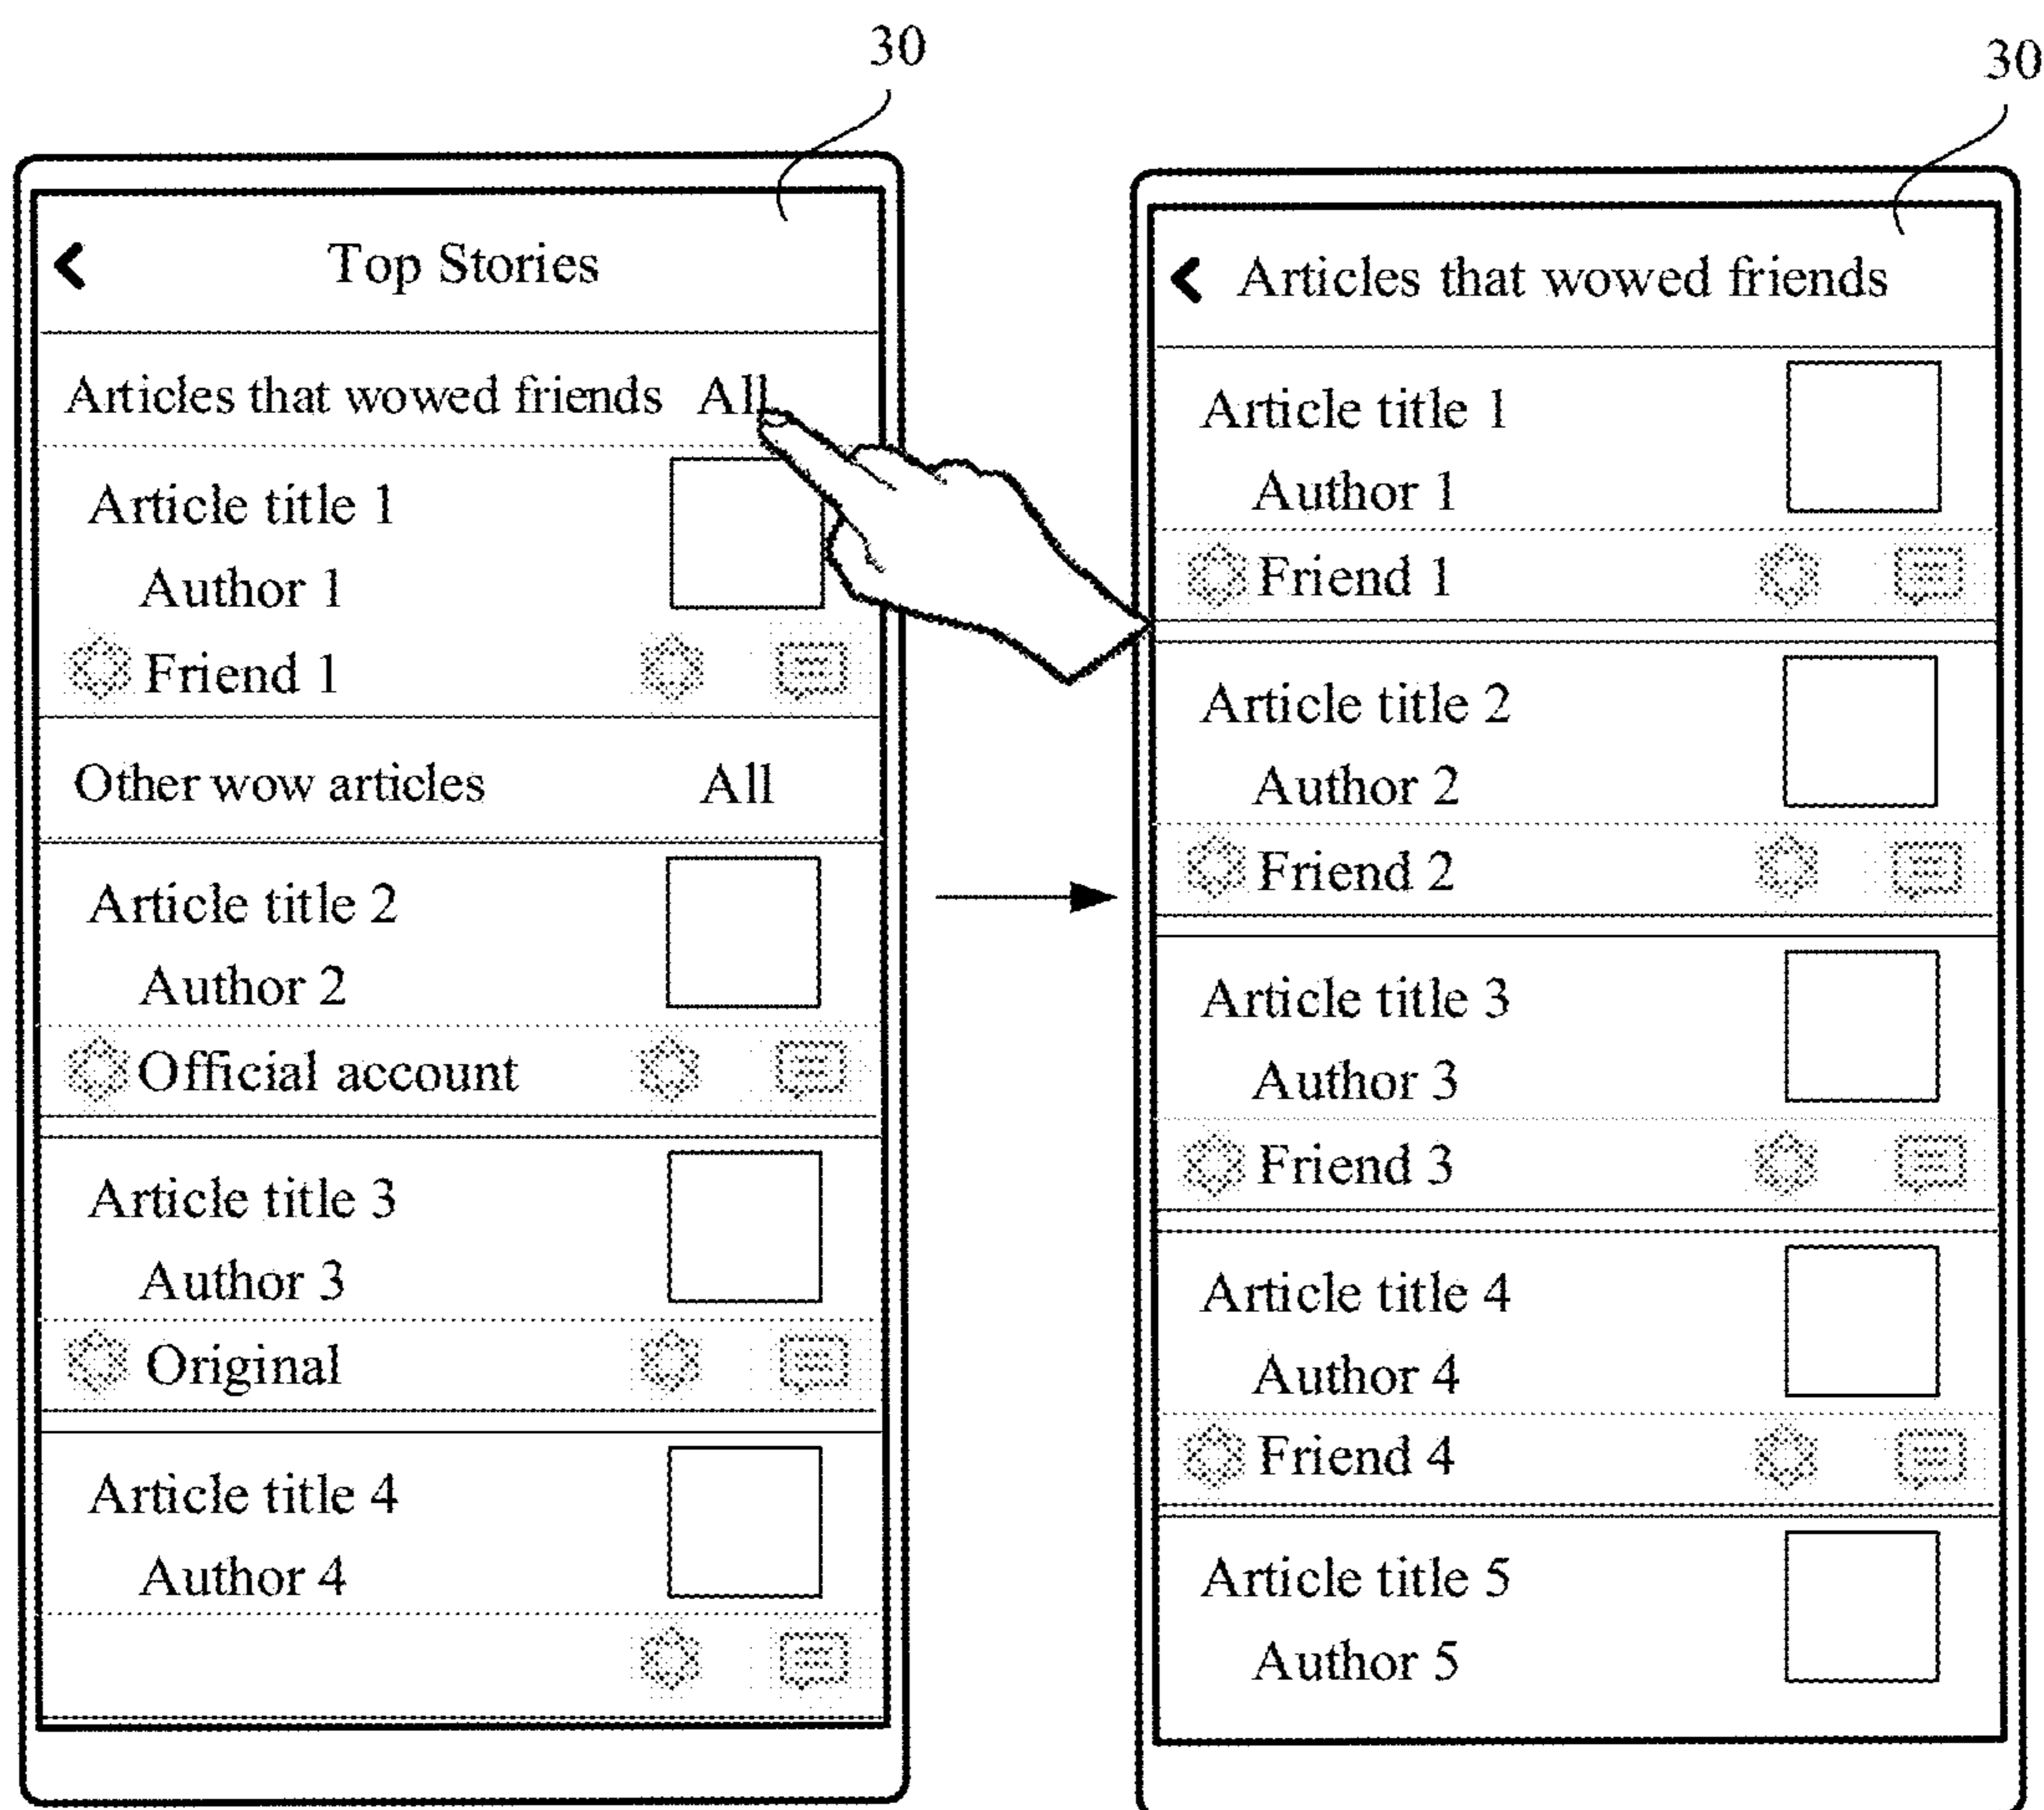 30
Top Stories
Articles that wowed friends All
Article title 1
Author 1
Friend 1
Other wow articles All
Article title 2
Author 2
Official account
Article title 3
Author 3
Original
Article title 4
Author 4
30
Articles that wowed friends
Article title 1
Author 1
Friend 1
Article title 2
Author 2
Friend 2
Article title 3
Author 3
Friend 3
Article title 4
Author 4
Friend 4
Article title 5
Author 5